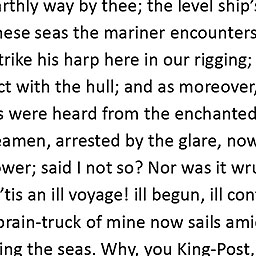 arthly way by thee; the level ship's
hese seas the mariner encounters
trike his harp here in our rigging;
ct with the hull; and as moreover,
s were heard from the enchanted
eamen, arrested by the glare, now
ower; said I not so? Nor was it wru
'tis an ill voyage! ill begun, ill con
brain-truck of mine now sails ami
ing the seas. Why, you King-Post,